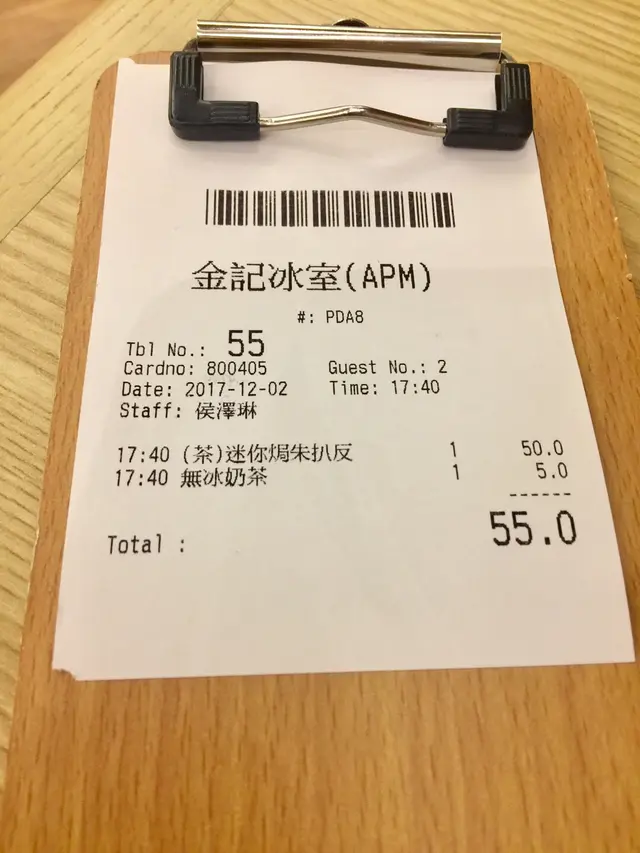 金記冰室(APM)
#: PDA8
Tbl No.: 55
Cardno: 800405 Guest No.: 2
Date: 2017-12-02 Time: 17:40
Staff: 侯澤琳
17:40 (茶)迷你焗朱扒反 1 50.0
17:40 無冰奶茶 1 5.0
------
Total : 55.0